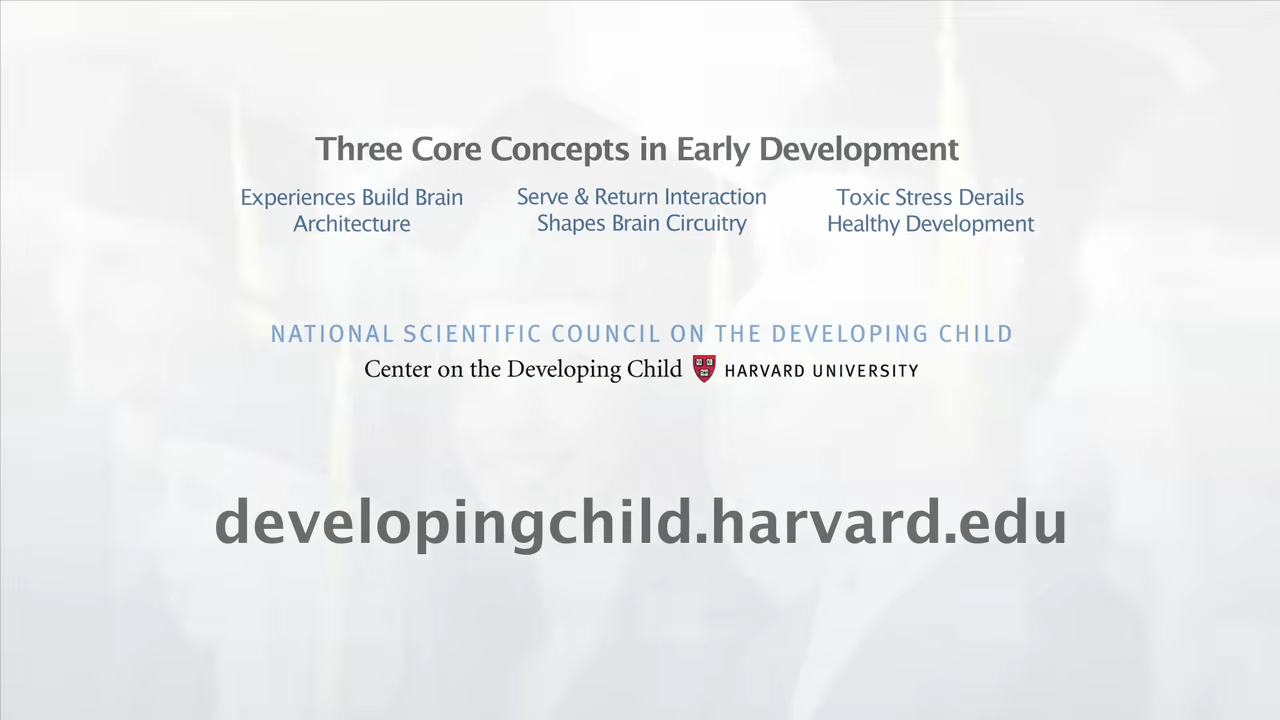 Three Core Concepts in Early Development
Experiences Build Brain
Architecture
Serve & Return Interaction
Shapes Brain Circuitry
Toxic Stress Derails
Healthy Development
NATIONAL SCIENTIFIC COUNCIL ON THE DEVELOPING CHILD
Center on the Developing Child HARVARD UNIVERSITY
developingchild.harvard.edu